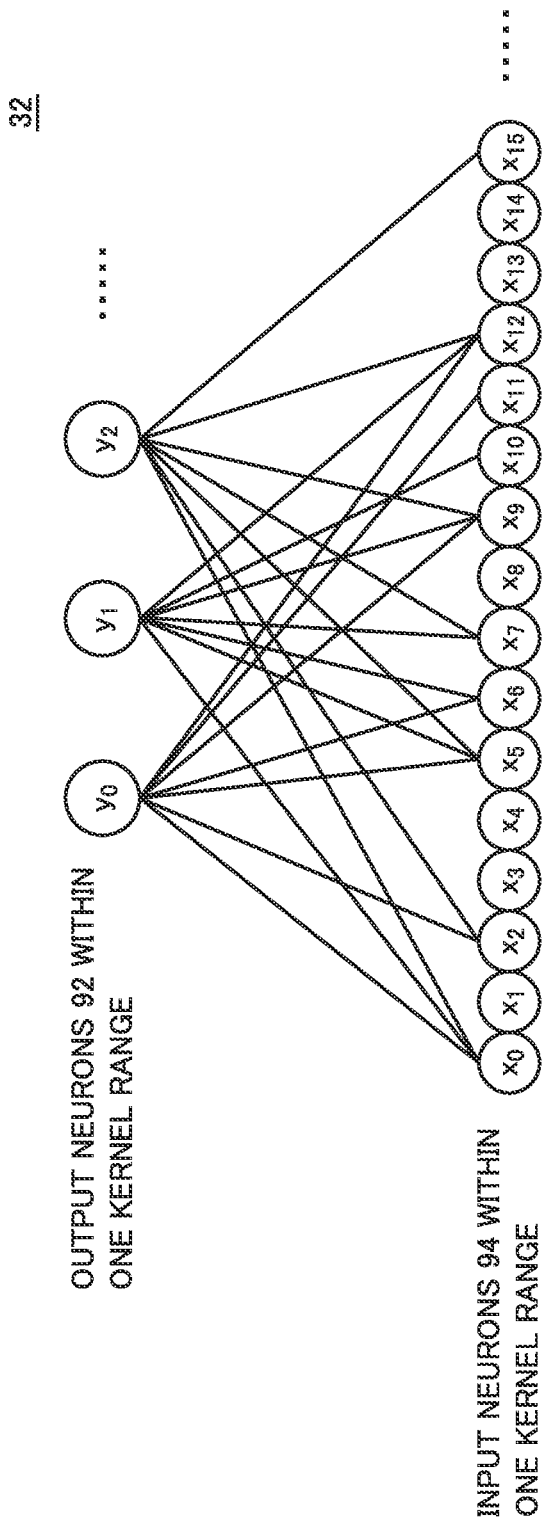 32
OUTPUT NEURONS 92 WITHIN
ONE KERNEL RANGE
y0 y1 y2 .....
INPUT NEURONS 94 WITHIN
ONE KERNEL RANGE
x0 x1 x2 x3 x4 x5 x6 x7 x8 x9 x10 x11 x12 x13 x14 x15 .....